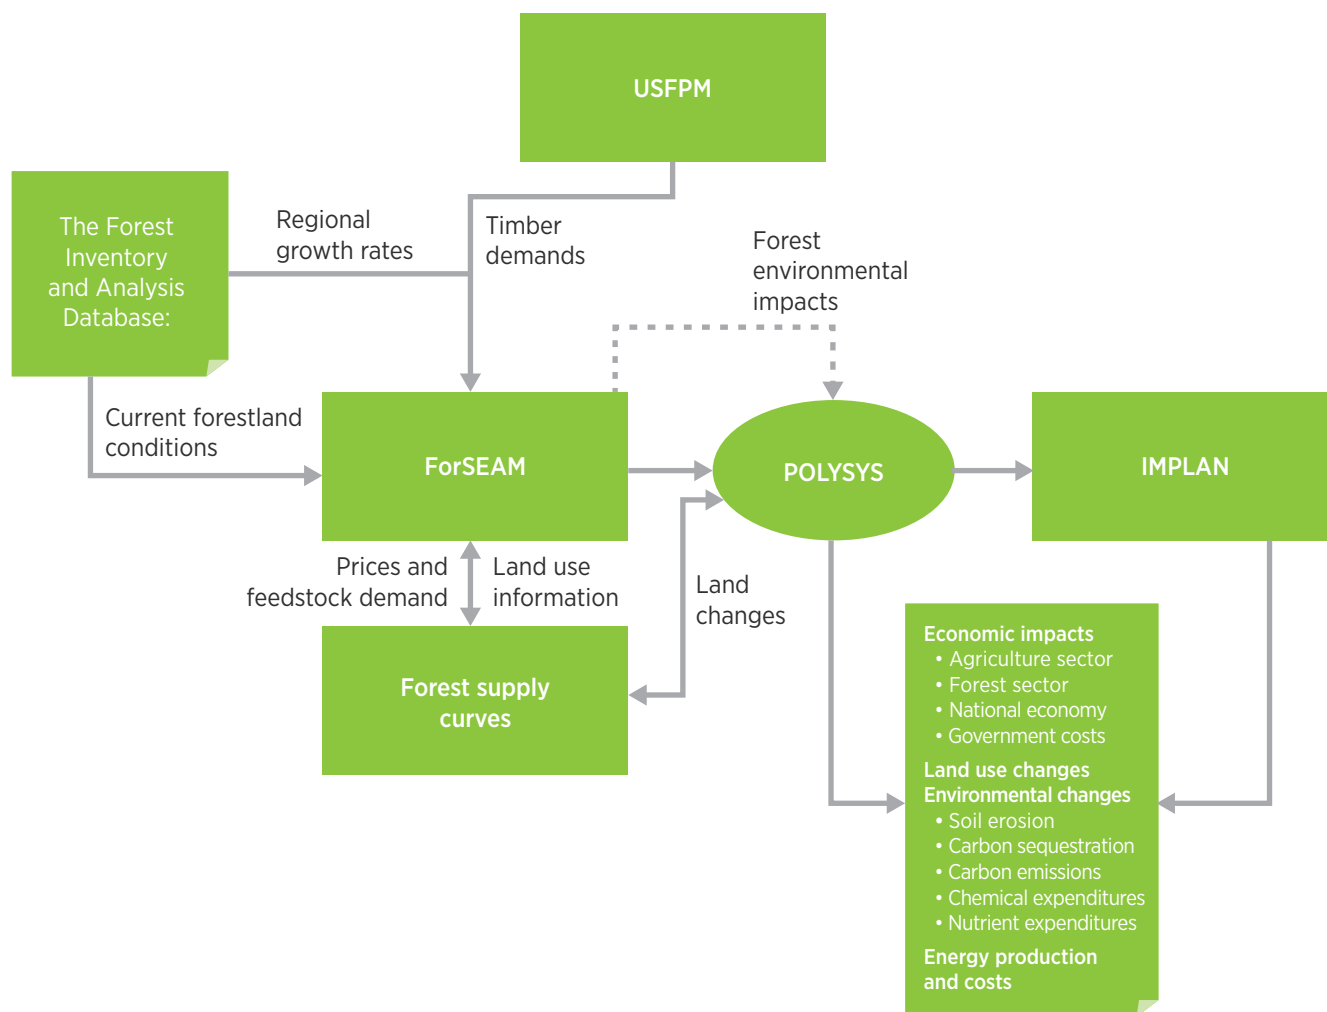 USFPM
The Forest
Inventory
and Analysis
Database:
Regional
growth rates
Timber
demands
Forest
environmental
impacts
Current forestland
conditions
ForSEAM
POLYSYS
IMPLAN
Prices and
feedstock demand
Land use
information
Land
changes
Forest supply
curves
Economic impacts
• Agriculture sector
• Forest sector
• National economy
• Government costs
Land use changes
Environmental changes
• Soil erosion
• Carbon sequestration
• Carbon emissions
• Chemical expenditures
• Nutrient expenditures
Energy production
and costs